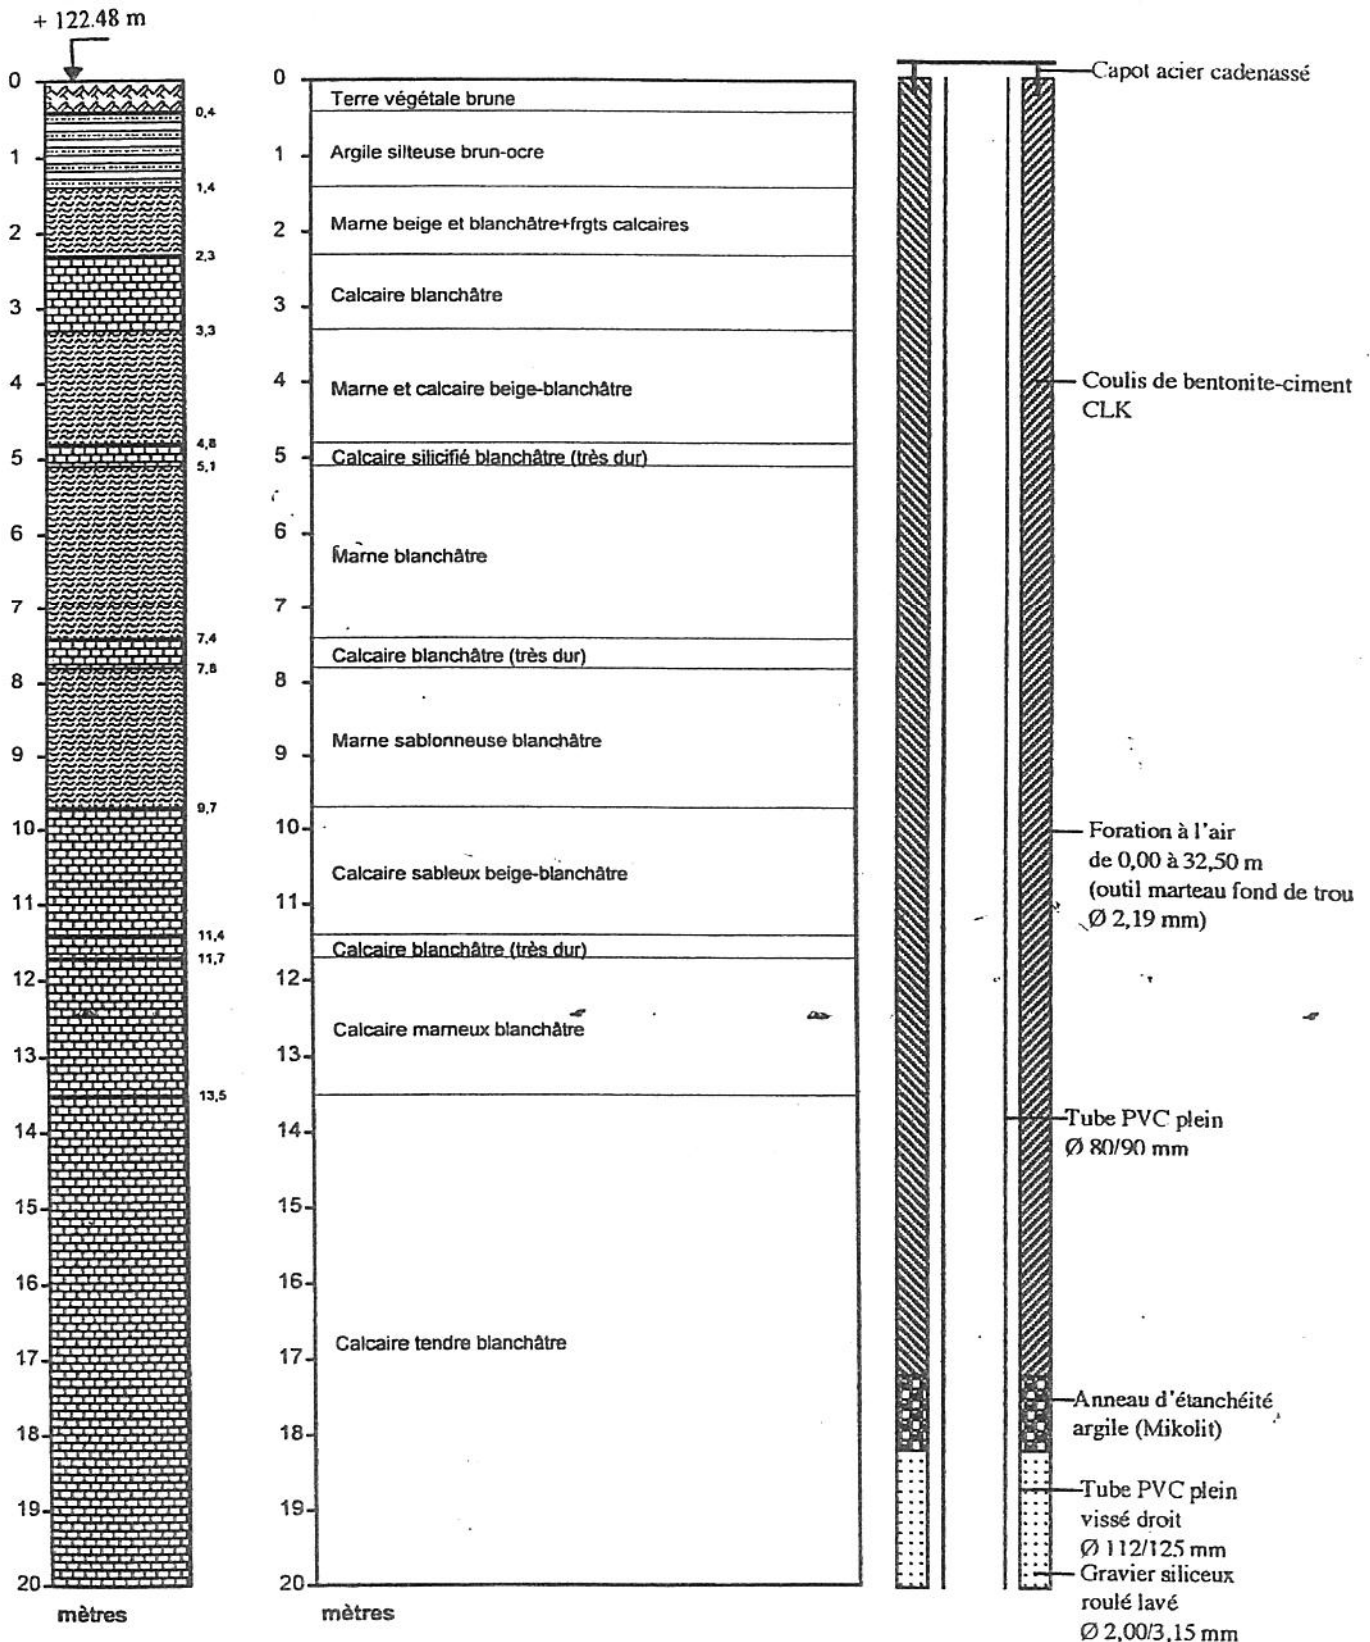 + 122.48 m
0
1
2
3
4
5
6
7
8
9
10
11
12
13
14
15
16
17
18
19
20
mètres
0,4
1,4
2,3
3,3
4,8
5,1
7,4
7,8
9,7
11,4
11,7
13,5
0
1
2
3
4
5
6
7
8
9
10
11
12
13
14
15
16
17
18
19
20
mètres
Terre végétale brune
Argile silteuse brun-ocre
Marne beige et blanchâtre+frgts calcaires
Calcaire blanchâtre
Marne et calcaire beige-blanchâtre
Calcaire silicifié blanchâtre (très dur)
Marne blanchâtre
Calcaire blanchâtre (très dur)
Marne sablonneuse blanchâtre
Calcaire sableux beige-blanchâtre
Calcaire blanchâtre (très dur)
Calcaire marneux blanchâtre
Calcaire tendre blanchâtre
Capot acier cadenassé
Coulis de bentonite-ciment
CLK
Foration à l'air
de 0,00 à 32,50 m
(outil marteau fond de trou
Ø 2,19 mm)
Tube PVC plein
Ø 80/90 mm
Anneau d'étanchéité
argile (Mikolit)
Tube PVC plein
vissé droit
Ø 112/125 mm
Gravier siliceux
roulé lavé
Ø 2,00/3,15 mm